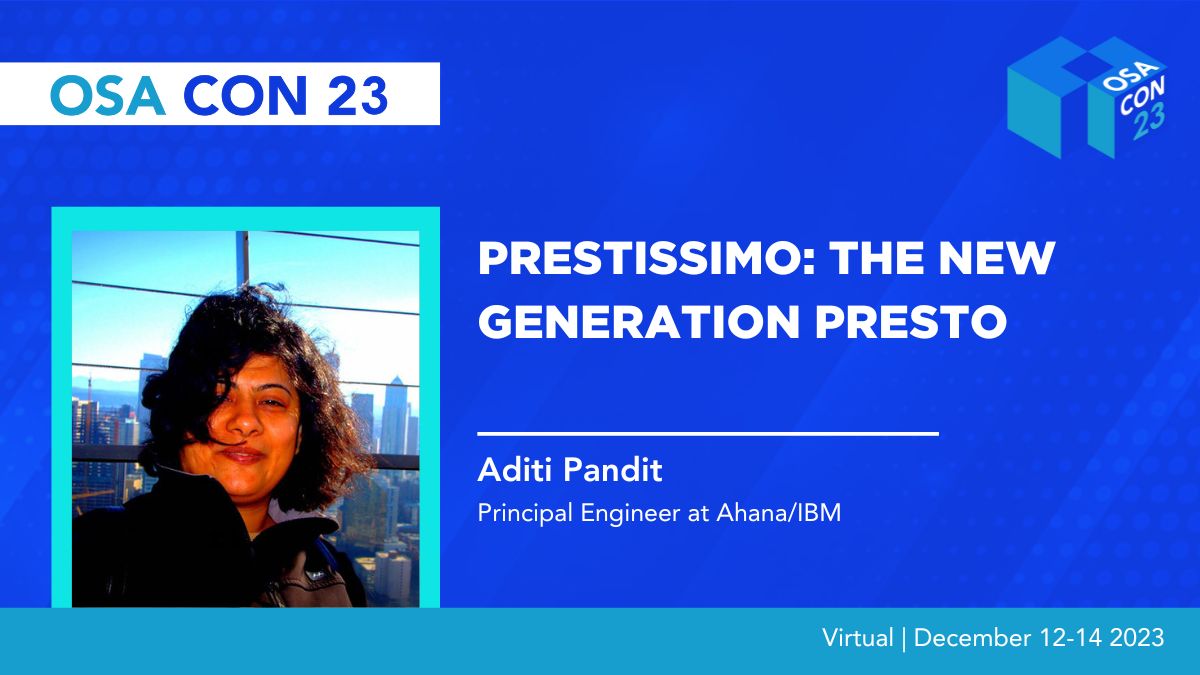 OSA CON 23
OSA
CON
23
PRESTISSIMO: THE NEW
GENERATION PRESTO
Aditi Pandit
Principal Engineer at Ahana/IBM
Virtual | December 12-14 2023